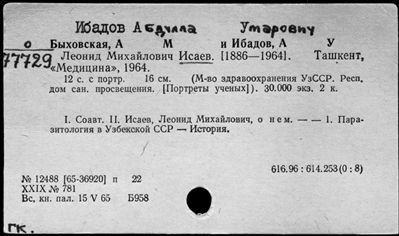 Ибадов Абдулла Умарович
О Быховская, А М и Ибадов, А У
77729 Леонид Михайлович Исаев. [1886—1964]. Ташкент,
«Медицина», 1964.
12 с. с портр. 16 см. (М-во здравоохранения УзССР. Респ.
дом сан. просвещения. [Портреты ученых]). 30.000 экз. 2 к.
I. Соавт. II. Исаев, Леонид Михайлович, о нем. — — 1. Пара-
зитология в Узбекской ССР — История.
616.96 : 614.253(0 : 8)
№ 12488 [65-36920] п 22
XXIX № 781
Вс. кн. пал. 15 V 65 Б958
ГК.